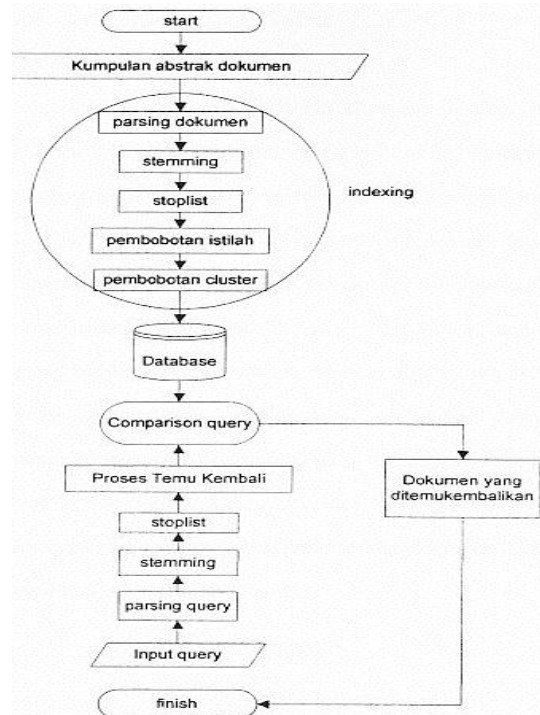 start
Kumpulan abstrak dokumen
parsing dokumen
stemming
indexing
stoplist
pembobotan istilah
pembobotan cluster
Database
Comparison query
Proses Temu Kembali
Dokumen yang
ditemukembalikan
stoplist
stemming
parsing query
Input query
finish